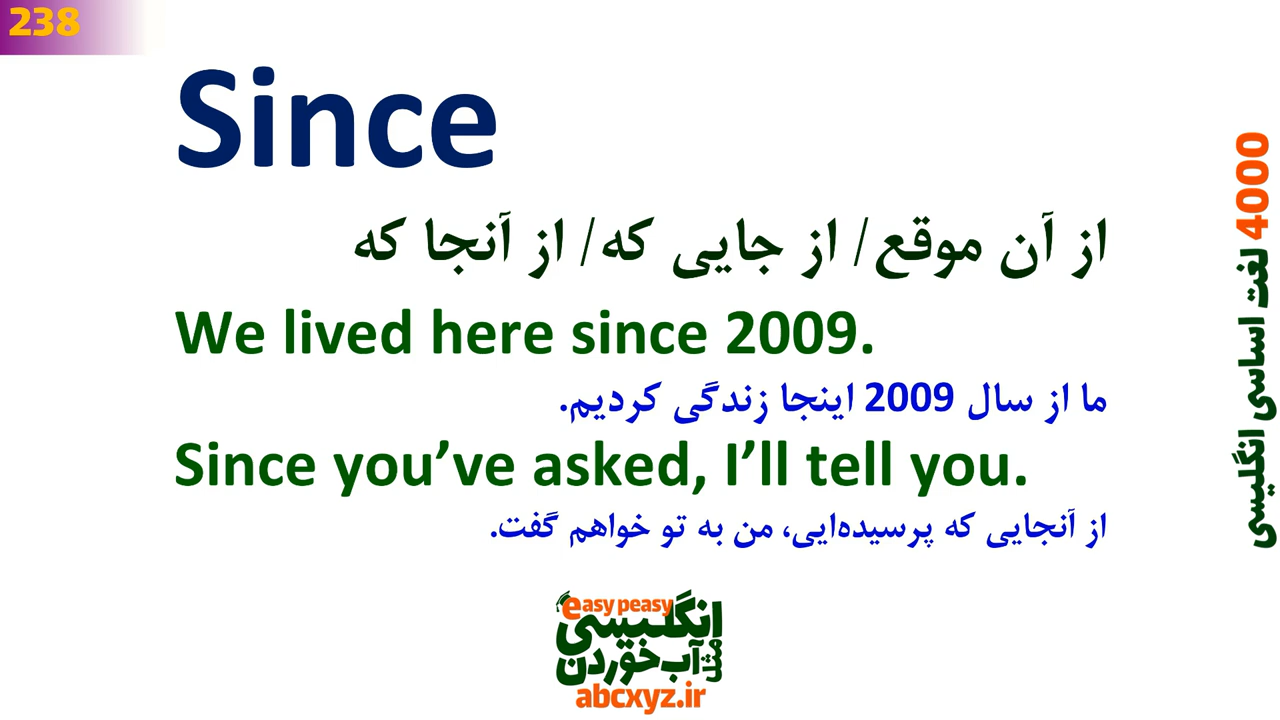 238
Since
از آن موقع/ از جایی که/ از آنجا که
We lived here since 2009.
ما از سال 2009 اینجا زندگی کردیم.
Since you’ve asked, I’ll tell you.
از آنجایی که پرسیده‌ایی، من به تو خواهم گفت.
4000 لغت اساسی انگلیسی
easy peasy
انگلیسی
مثل آب خوردن
abcxyz.ir